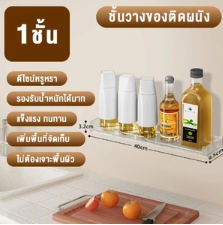 ชั้นวางของติดผนัง
1ชั้น
ดีไซน์หรูหรา
รองรับน้ำหนักได้มาก
แข็งแรง ทนทาน
เพิ่มพื้นที่จัดเก็บ
ไม่ต้องเจาะพื้นผิว
3.2cm
40cm